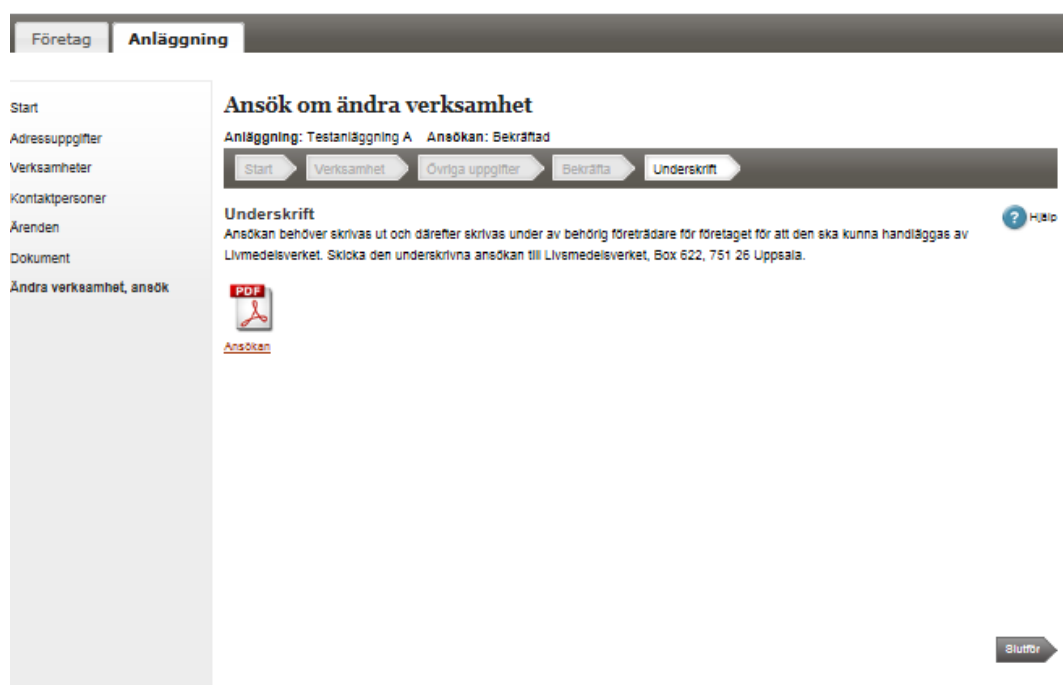 Företag
Anläggning
Start
Adressuppgifter
Verksamheter
Kontaktpersoner
Ärenden
Dokument
Ändra verksamhet, ansök
Ansök om ändra verksamhet
Anläggning: Testanläggning A Ansökan: Bekräftad
Start Verksamhet Övriga uppgifter Bekräfta Underskrift
Underskrift
Hjälp
Ansökan behöver skrivas ut och därefter skrivas under av behörig företrädare för företaget för att den ska kunna handläggas av
Livmedelsverket. Skicka den underskrivna ansökan till Livsmedelsverket, Box 622, 751 26 Uppsala.
PDF
Ansökan
Slutför